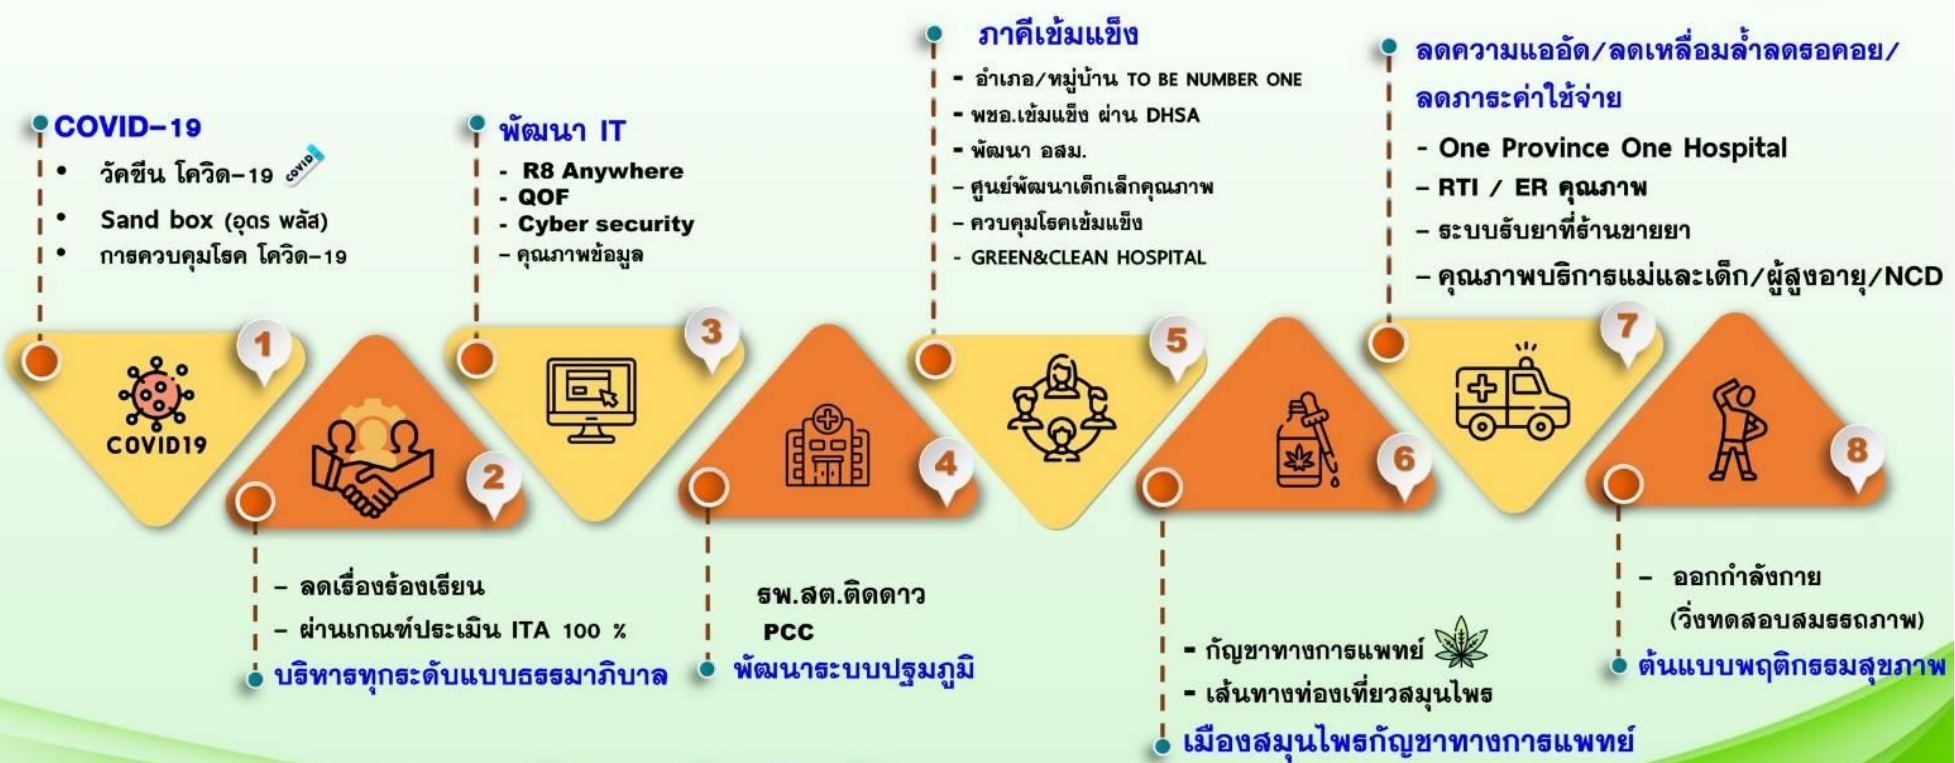 COVID-19
• วัคซีน โควิด-19
COVID
• Sand box (อุดร พลัส)
• การควบคุมโรค โควิด-19
1
COVID19
2
- ลดเรื่องร้องเรียน
- ผ่านเกณฑ์ประเมิน ITA 100 %
บริหารทุกระดับแบบธรรมาภิบาล
พัฒนา IT
- R8 Anywhere
- QOF
- Cyber security
- คุณภาพข้อมูล
3
4
รพ.สต.ติดดาว
PCC
พัฒนาระบบปฐมภูมิ
ภาคีเข้มแข็ง
- อำเภอ/หมู่บ้าน TO BE NUMBER ONE
- พชอ.เข้มแข็ง ผ่าน DHSA
- พัฒนา อสม.
- ศูนย์พัฒนาเด็กเล็กคุณภาพ
- ควบคุมโรคเข้มแข็ง
- GREEN&CLEAN HOSPITAL
5
6
- กัญชาทางการแพทย์
- เส้นทางท่องเที่ยวสมุนไพร
เมืองสมุนไพรกัญชาทางการแพทย์
ลดความแออัด/ลดเหลื่อมล้ำลดรอคอย/
ลดภาระค่าใช้จ่าย
- One Province One Hospital
- RTI / ER คุณภาพ
- ระบบรับยาที่ร้านขายยา
- คุณภาพบริการแม่และเด็ก/ผู้สูงอายุ/NCD
7
8
- ออกกำลังกาย
(วิ่งทดสอบสมรรถภาพ)
ต้นแบบพฤติกรรมสุขภาพ